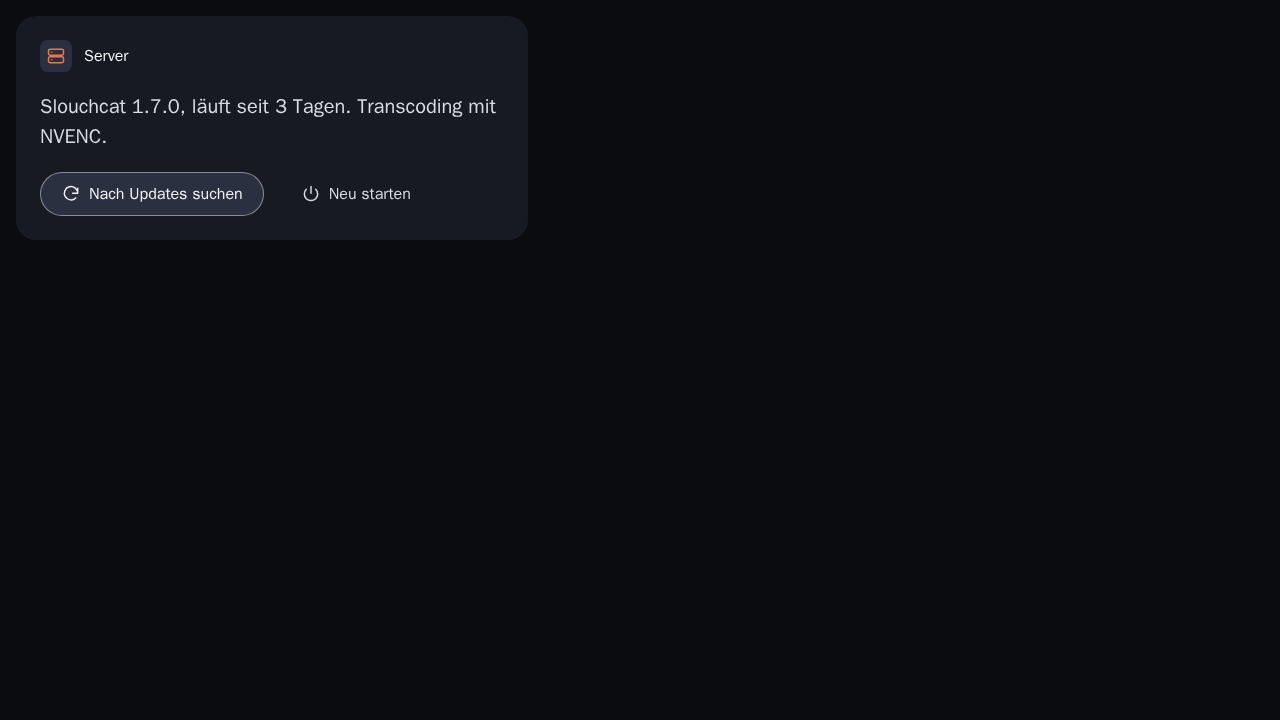 Server
Slouchcat 1.7.0, läuft seit 3 Tagen. Transcoding mit
NVENC.
Nach Updates suchen
Neu starten